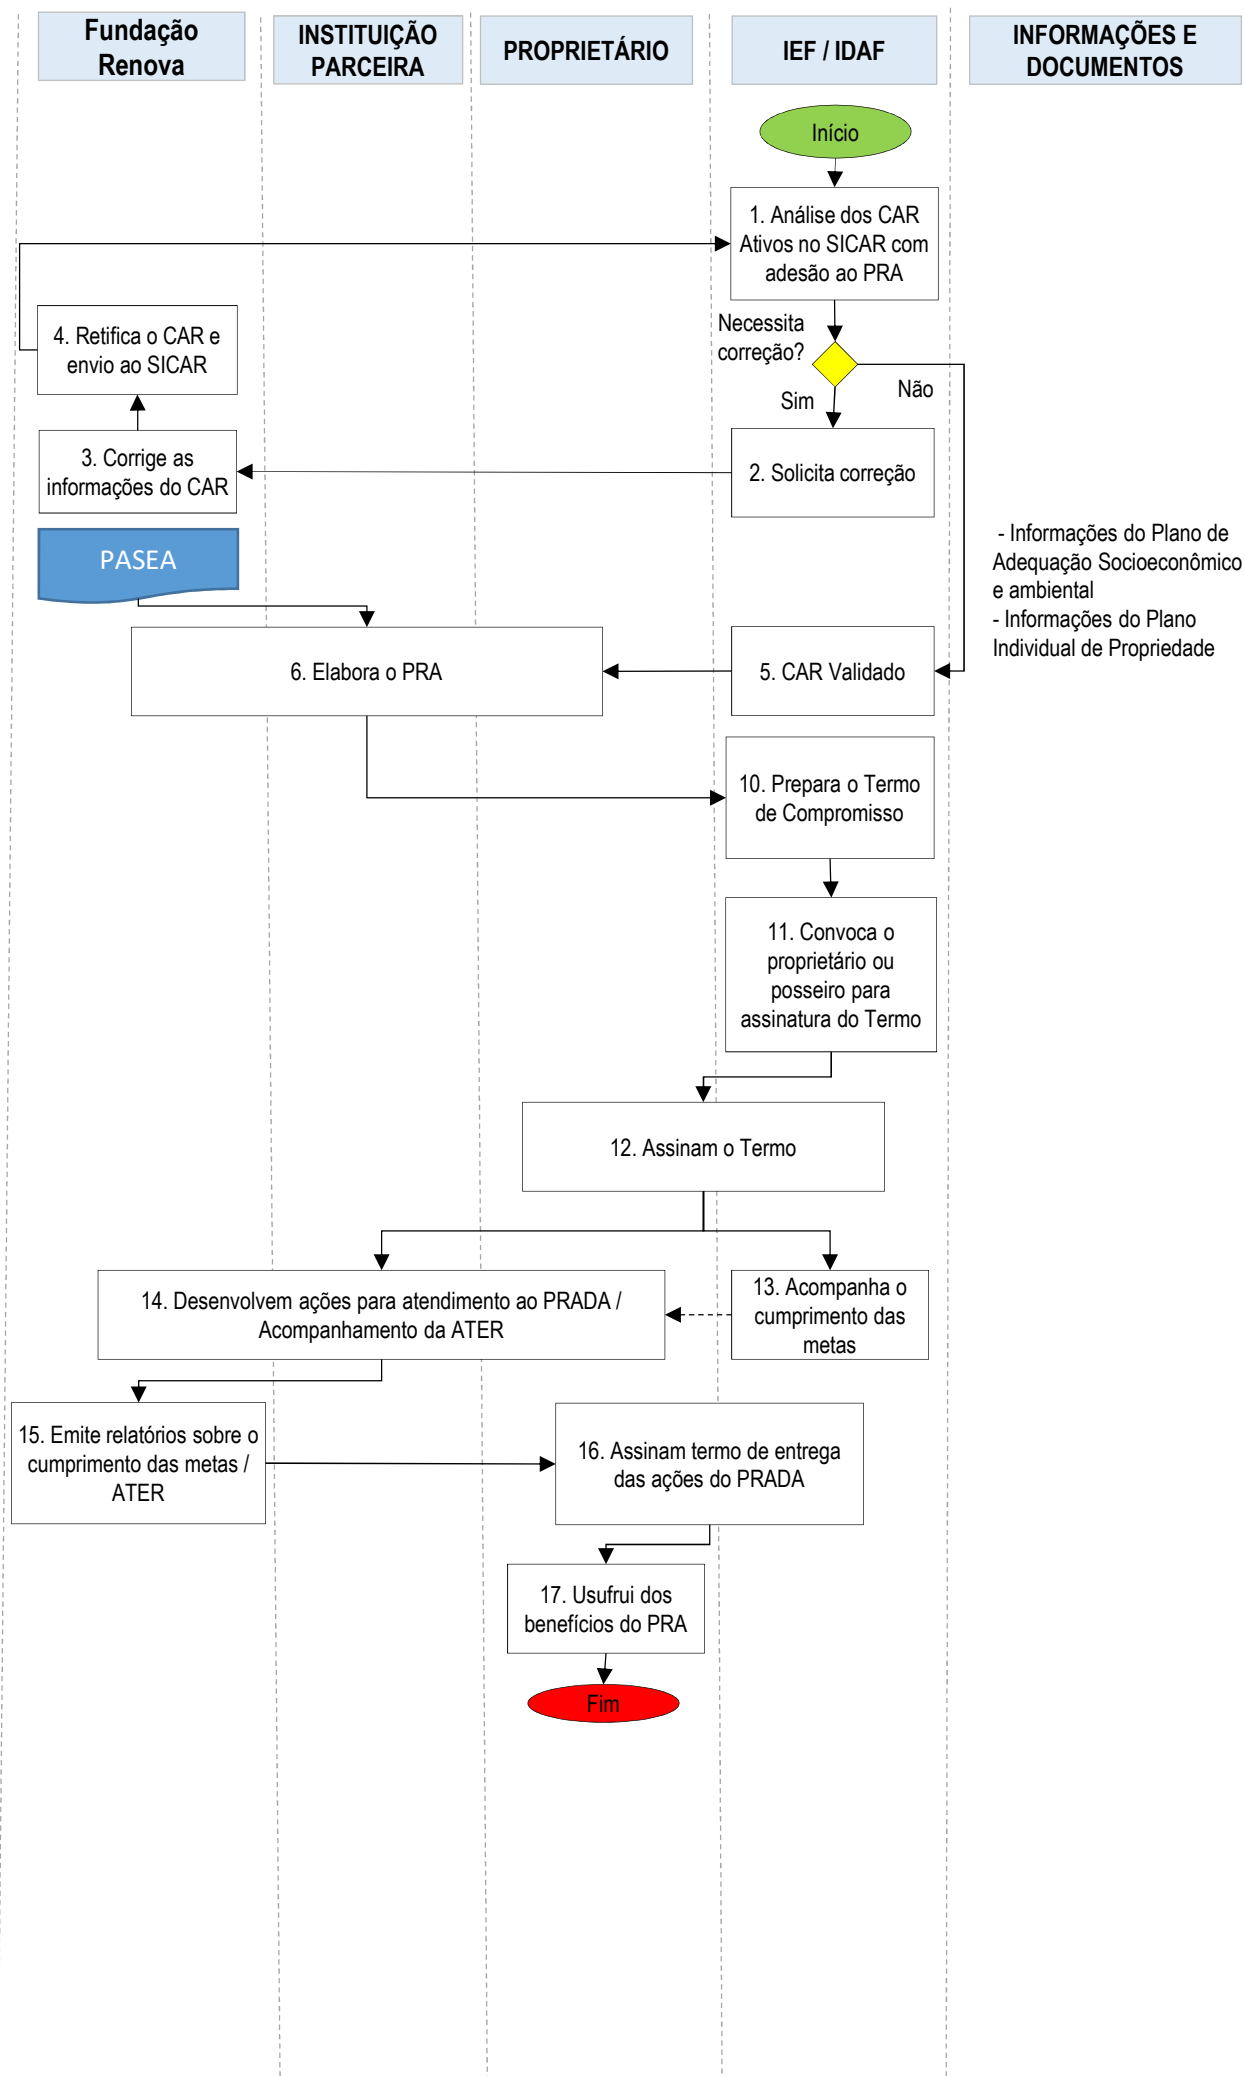 Fundação
Renova
INSTITUIÇÃO
PARCEIRA
PROPRIETÁRIO
IEF / IDAF
INFORMAÇÕES E
DOCUMENTOS
Início
1. Análise dos CAR
Ativos no SICAR com
adesão ao PRA
Necessita
correção?
Sim
Não
2. Solicita correção
3. Corrige as
informações do CAR
4. Retifica o CAR e
envio ao SICAR
PASEA
- Informações do Plano de
Adequação Socioeconômico
e ambiental
- Informações do Plano
Individual de Propriedade
5. CAR Validado
6. Elabora o PRA
10. Prepara o Termo
de Compromisso
11. Convoca o
proprietário ou
posseiro para
assinatura do Termo
12. Assinam o Termo
13. Acompanha o
cumprimento das
metas
14. Desenvolvem ações para atendimento ao PRADA /
Acompanhamento da ATER
15. Emite relatórios sobre o
cumprimento das metas /
ATER
16. Assinam termo de entrega
das ações do PRADA
17. Usufrui dos
benefícios do PRA
Fim